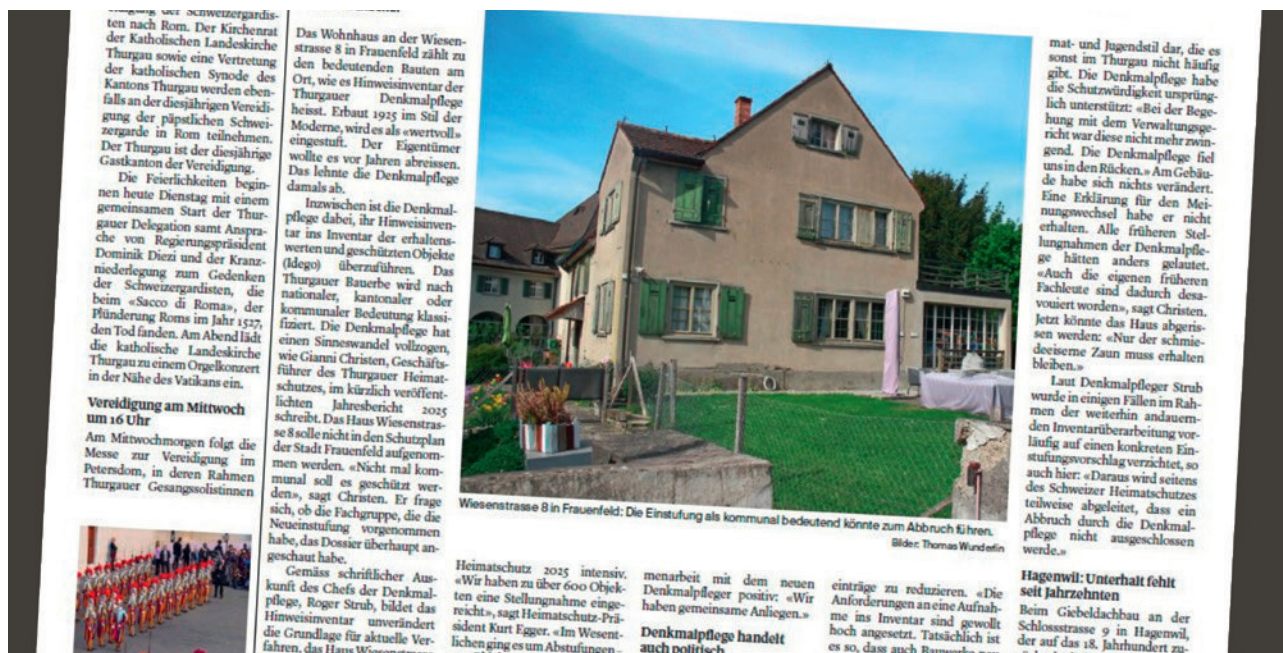 ten nach Rom. Der Kirchenrat
der Katholischen Landeskirche
Thurgau sowie eine Vertretung
der katholischen Synode des
Kantons Thurgau werden eben-
falls an der diesjährigen Vereidi-
gung der päpstlichen Schwei-
zergarde in Rom teilnehmen.
Der Thurgau ist der diesjährige
Gastkanton der Vereidigung.
Die Feierlichkeiten begin-
nen heute Dienstag mit einem
gemeinsamen Start der Thur-
gauer Delegation samt Anspra-
che von Regierungspräsident
Dominik Diezi und der Kranz-
niederlegung zum Gedenken
der Schweizergardisten, die
beim «Sacco di Roma», der
Plünderung Roms im Jahr 1527,
den Tod fanden. Am Abend lädt
die katholische Landeskirche
Thurgau zu einem Orgelkonzert
in der Nähe des Vatikans ein.
Vereidigung am Mittwoch
um 16 Uhr
Am Mittwochmorgen folgt die
Messe zur Vereidigung im
Petersdom, in deren Rahmen
Thurgauer Gesangssolistinnen
Das Wohnhaus an der Wiesen-
strasse 8 in Frauenfeld zählt zu
den bedeutenden Bauten am
Ort, wie es Hinweisinventar der
Thurgauer Denkmalpflege
heisst. Erbaut 1925 im Stil der
Moderne, wird es als «wertvoll»
eingestuft. Der Eigentümer
wollte es vor Jahren abreissen.
Das lehnte die Denkmalpflege
damals ab.
Inzwischen ist die Denkmal-
pflege dabei, ihr Hinweisinven-
tar ins Inventar der erhaltens-
werten und geschützten Objekte
(Idego) überzuführen. Das
Thurgauer Bauerbe wird nach
nationaler, kantonaler oder
kommunaler Bedeutung klassi-
fiziert. Die Denkmalpflege hat
einen Sinneswandel vollzogen,
wie Gianni Christen, Geschäfts-
führer des Thurgauer Heimat-
schutzes, im kürzlich veröffent-
lichten Jahresbericht 2025
schreibt. Das Haus Wiesenstras-
se 8 solle nicht in den Schutzplan
der Stadt Frauenfeld aufgenom-
men werden. «Nicht mal kom-
munal soll es geschützt wer-
den», sagt Christen. Er frage
sich, ob die Fachgruppe, die die
Neueinstufung vorgenommen
habe, das Dossier überhaupt an-
geschaut habe.
Gemäss schriftlicher Aus-
kunft des Chefs der Denkmal-
pflege, Roger Strub, bildet das
Hinweisinventar unverändert
die Grundlage für aktuelle Ver-
fahren, das Haus Wiesenstrasse
Wiesenstrasse 8 in Frauenfeld: Die Einstufung als kommunal bedeutend könnte zum Abbruch führen.
Bilder: Thomas Wunderlin
Heimatschutz 2025 intensiv.
«Wir haben zu über 600 Objek-
ten eine Stellungnahme einge-
reicht», sagt Heimatschutz-Prä-
sident Kurt Egger. «Im Wesent-
lichen ging es um Abstufungen –
menarbeit mit dem neuen
Denkmalpfleger positiv: «Wir
haben gemeinsame Anliegen.»
Denkmalpflege handelt
auch politisch
einträge zu reduzieren. «Die
Anforderungen an eine Aufnah-
me ins Inventar sind gewollt
hoch angesetzt. Tatsächlich ist
es so, dass auch Bauwerke
mat- und Jugendstil dar, die es
sonst im Thurgau nicht häufig
gibt. Die Denkmalpflege habe
die Schutzwürdigkeit ursprüng-
lich unterstützt: «Bei der Bege-
hung mit dem Verwaltungsge-
richt war diese nicht mehr zwin-
gend. Die Denkmalpflege fiel
uns in den Rücken.» Am Gebäu-
de habe sich nichts verändert.
Eine Erklärung für den Mei-
nungswechsel habe er nicht
erhalten. Alle früheren Stel-
lungnahmen der Denkmalpfle-
ge hätten anders gelautet.
«Auch die eigenen früheren
Fachleute sind dadurch desa-
vouiert worden», sagt Christen.
Jetzt könnte das Haus abgeris-
sen werden: «Nur der schmie-
deeiserne Zaun muss erhalten
bleiben.»
Laut Denkmalpfleger Strub
wurde in einigen Fällen im Rah-
men der weiterhin andauern-
den Inventarüberarbeitung vor-
läufig auf einen konkreten Ein-
stufungsvorschlag verzichtet, so
auch hier: «Daraus wird seitens
des Schweizer Heimatschutzes
teilweise abgeleitet, dass ein
Abbruch durch die Denkmal-
pflege nicht ausgeschlossen
werde.»
Hagenwil: Unterhalt fehlt
seit Jahrzehnten
Beim Giebeldachbau an der
Schlossstrasse 9 in Hagenwil,
der auf das 18. Jahrhundert zu-